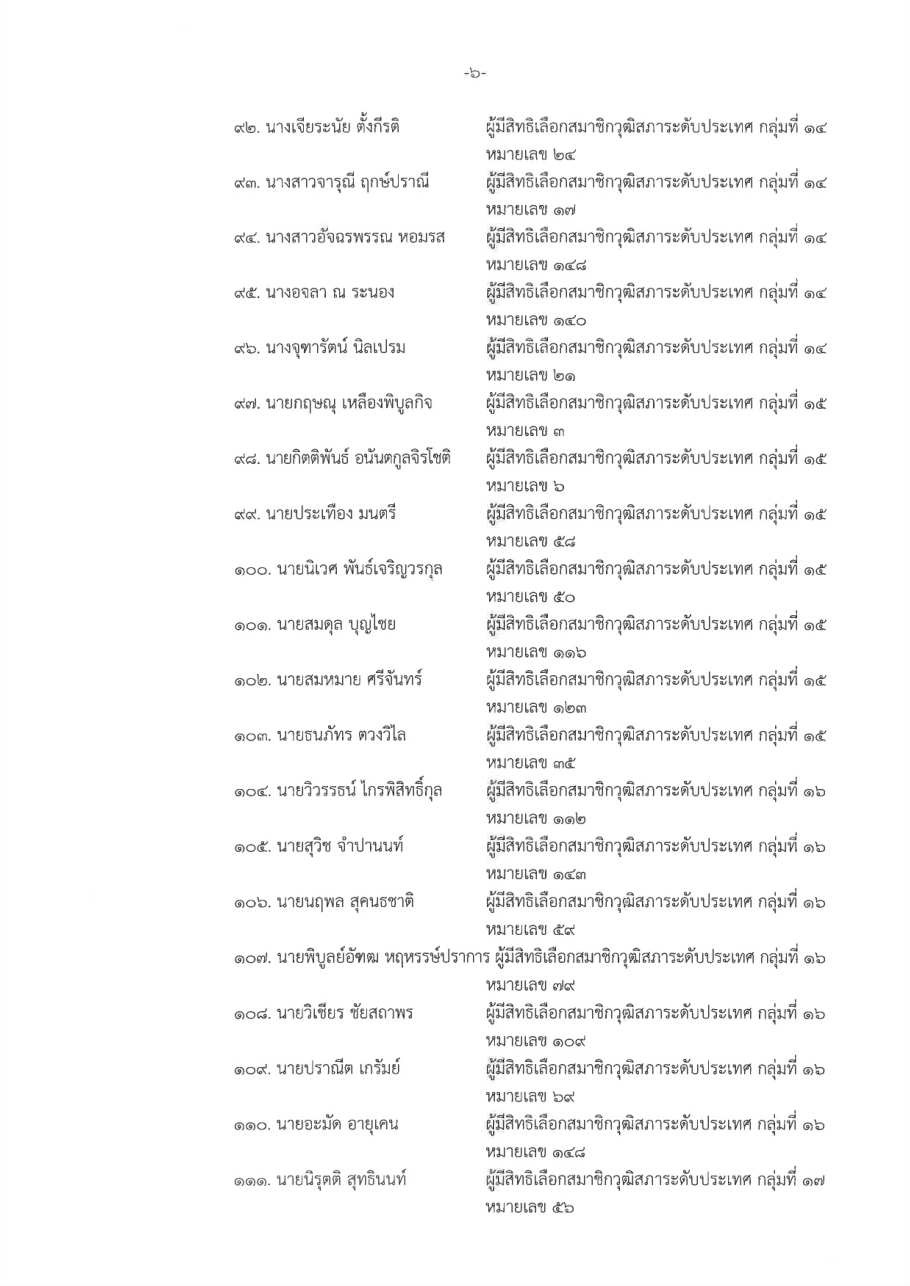 -๖-
๙๒. นางเจียระนัย ตั้งกีรติ ผู้มีสิทธิเลือกสมาชิกวุฒิสภาระดับประเทศ กลุ่มที่ ๑๔
หมายเลข ๒๔
๙๓. นางสาวจารุณี ฤกษ์ปราณี ผู้มีสิทธิเลือกสมาชิกวุฒิสภาระดับประเทศ กลุ่มที่ ๑๔
หมายเลข ๑๗
๙๔. นางสาวอัจฉรพรรณ หอมรส ผู้มีสิทธิเลือกสมาชิกวุฒิสภาระดับประเทศ กลุ่มที่ ๑๔
หมายเลข ๑๔๘
๙๕. นางอจลา ณ ระนอง ผู้มีสิทธิเลือกสมาชิกวุฒิสภาระดับประเทศ กลุ่มที่ ๑๔
หมายเลข ๑๔๐
๙๖. นางจุฑารัตน์ นิลเปรม ผู้มีสิทธิเลือกสมาชิกวุฒิสภาระดับประเทศ กลุ่มที่ ๑๔
หมายเลข ๒๑
๙๗. นายกฤษณุ เหลืองพิบูลกิจ ผู้มีสิทธิเลือกสมาชิกวุฒิสภาระดับประเทศ กลุ่มที่ ๑๕
หมายเลข ๓
๙๘. นายกิตติพันธ์ อนันตกูลจิรโชติ ผู้มีสิทธิเลือกสมาชิกวุฒิสภาระดับประเทศ กลุ่มที่ ๑๕
หมายเลข ๖
๙๙. นายประเทือง มนตรี ผู้มีสิทธิเลือกสมาชิกวุฒิสภาระดับประเทศ กลุ่มที่ ๑๕
หมายเลข ๕๘
๑๐๐. นายนิเวศ พันธ์เจริญวรกุล ผู้มีสิทธิเลือกสมาชิกวุฒิสภาระดับประเทศ กลุ่มที่ ๑๕
หมายเลข ๕๐
๑๐๑. นายสมดุล บุญไชย ผู้มีสิทธิเลือกสมาชิกวุฒิสภาระดับประเทศ กลุ่มที่ ๑๕
หมายเลข ๑๑๖
๑๐๒. นายสมหมาย ศรีจันทร์ ผู้มีสิทธิเลือกสมาชิกวุฒิสภาระดับประเทศ กลุ่มที่ ๑๕
หมายเลข ๑๒๓
๑๐๓. นายธนภัทร ตวงวิไล ผู้มีสิทธิเลือกสมาชิกวุฒิสภาระดับประเทศ กลุ่มที่ ๑๕
หมายเลข ๓๕
๑๐๔. นายวิวรรธน์ ไกรพิสิทธิ์กุล ผู้มีสิทธิเลือกสมาชิกวุฒิสภาระดับประเทศ กลุ่มที่ ๑๖
หมายเลข ๑๑๒
๑๐๕. นายสุวิช จำปานนท์ ผู้มีสิทธิเลือกสมาชิกวุฒิสภาระดับประเทศ กลุ่มที่ ๑๖
หมายเลข ๑๔๓
๑๐๖. นายนฤพล สุคนธชาติ ผู้มีสิทธิเลือกสมาชิกวุฒิสภาระดับประเทศ กลุ่มที่ ๑๖
หมายเลข ๕๙
๑๐๗. นายพิบูลย์อัฑฒ หฤหรรษ์ปราการ ผู้มีสิทธิเลือกสมาชิกวุฒิสภาระดับประเทศ กลุ่มที่ ๑๖
หมายเลข ๗๙
๑๐๘. นายวิเชียร ชัยสถาพร ผู้มีสิทธิเลือกสมาชิกวุฒิสภาระดับประเทศ กลุ่มที่ ๑๖
หมายเลข ๑๐๙
๑๐๙. นายปราณีต เกรัมย์ ผู้มีสิทธิเลือกสมาชิกวุฒิสภาระดับประเทศ กลุ่มที่ ๑๖
หมายเลข ๖๙
๑๑๐. นายอะมัด อายุเคน ผู้มีสิทธิเลือกสมาชิกวุฒิสภาระดับประเทศ กลุ่มที่ ๑๖
หมายเลข ๑๔๘
๑๑๑. นายนิรุตติ สุทธินนท์ ผู้มีสิทธิเลือกสมาชิกวุฒิสภาระดับประเทศ กลุ่มที่ ๑๗
หมายเลข ๕๖